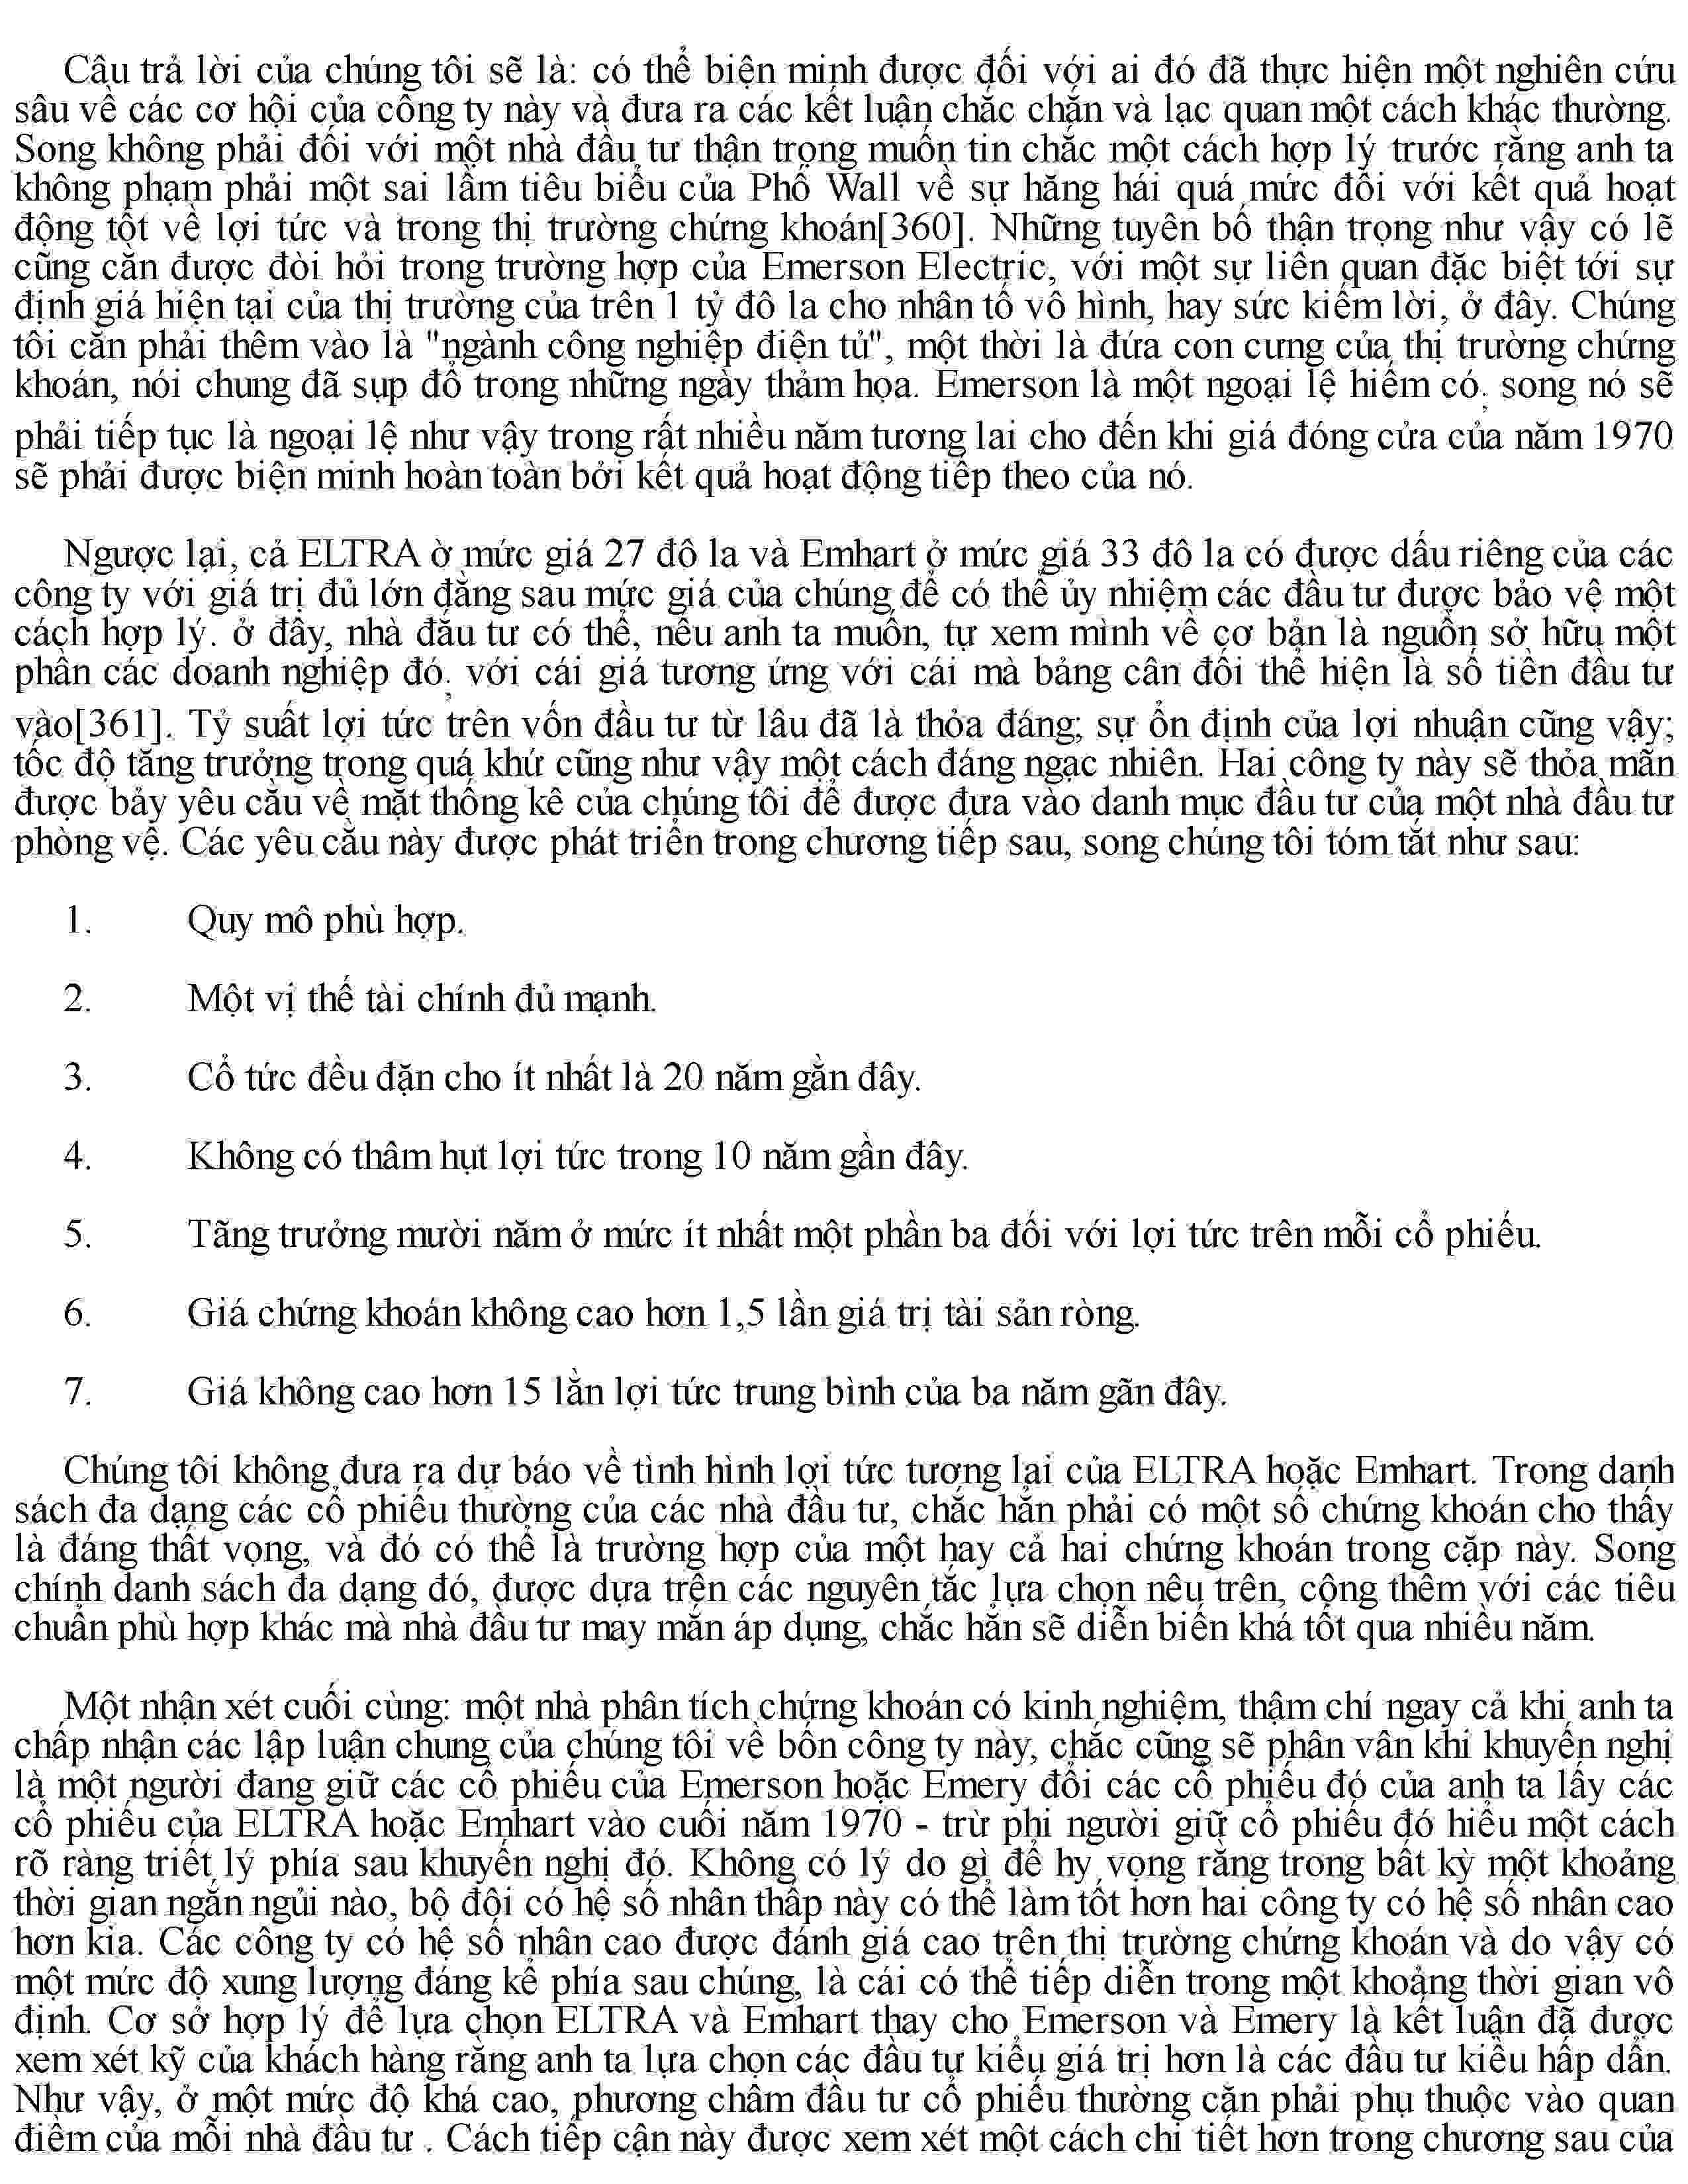 Câu trả lời của chúng tôi sẽ là: có thể biện minh được đối với ai đó đã thực hiện một nghiên cứu
sâu về các cơ hội của công ty này và đưa ra các kết luận chắc chắn và lạc quan một cách khác thường.
Song không phải đối với một nhà đầu tư thận trọng muốn tin chắc một cách hợp lý trước rằng anh ta
không phạm phải một sai lầm tiêu biểu của Phố Wall về sự hăng hái quá mức đối với kết quả hoạt
động tốt về lợi tức và trong thị trường chứng khoán[360]. Những tuyên bố thận trọng như vậy có lẽ
cũng cần được đòi hỏi trong trường hợp của Emerson Electric, với một sự liên quan đặc biệt tới sự
định giá hiện tại của thị trường của trên 1 tỷ đô la cho nhân tố vô hình, hay sức kiếm lời, ở đây. Chúng
tôi cần phải thêm vào là "ngành công nghiệp điện tử", một thời là đứa con cưng của thị trường chứng
khoán, nói chung đã sụp đổ trong những ngày thảm họa. Emerson là một ngoại lệ hiếm có; song nó sẽ
phải tiếp tục là ngoại lệ như vậy trong rất nhiều năm tương lai cho đến khi giá đóng cửa của năm 1970
sẽ phải được biện minh hoàn toàn bởi kết quả hoạt động tiếp theo của nó.
Ngược lại, cả ELTRA ở mức giá 27 đô la và Emhart ở mức giá 33 đô la có được dấu riêng của các
công ty với giá trị đủ lớn đằng sau mức giá của chúng để có thể ủy nhiệm các đầu tư được bảo vệ một
cách hợp lý. ở đây, nhà đầu tư có thể, nếu anh ta muốn, tự xem mình về cơ bản là nguồn sở hữu một
phần các doanh nghiệp đó; với cái giá tương ứng với cái mà bảng cân đối thể hiện là số tiền đầu tư
vào[361]. Tỷ suất lợi tức trên vốn đầu tư từ lâu đã là thỏa đáng; sự ổn định của lợi nhuận cũng vậy;
tốc độ tăng trưởng trong quá khứ cũng như vậy một cách đáng ngạc nhiên. Hai công ty này sẽ thỏa mãn
được bảy yêu cầu về mặt thống kê của chúng tôi để được đưa vào danh mục đầu tư của một nhà đầu tư
phòng vệ. Các yêu cầu này được phát triển trong chương tiếp sau, song chúng tôi tóm tắt như sau:
1. Quy mô phù hợp.
2. Một vị thế tài chính đủ mạnh.
3. Cổ tức đều đặn cho ít nhất là 20 năm gần đây.
4. Không có thâm hụt lợi tức trong 10 năm gần đây.
5. Tăng trưởng mười năm ở mức ít nhất một phần ba đối với lợi tức trên mỗi cổ phiếu.
6. Giá chứng khoán không cao hơn 1,5 lần giá trị tài sản ròng.
7. Giá không cao hơn 15 lần lợi tức trung bình của ba năm gần đây.
Chúng tôi không đưa ra dự báo về tình hình lợi tức tương lai của ELTRA hoặc Emhart. Trong danh
sách đa dạng các cổ phiếu thường của các nhà đầu tư, chắc hẳn phải có một số chứng khoán cho thấy
là đáng thất vọng, và đó có thể là trường hợp của một hay cả hai chứng khoán trong cặp này. Song
chính danh sách đa dạng đó, được dựa trên các nguyên tắc lựa chọn nêu trên, cộng thêm với các tiêu
chuẩn phù hợp khác mà nhà đầu tư may mắn áp dụng, chắc hẳn sẽ diễn biến khá tốt qua nhiều năm.
Một nhận xét cuối cùng: một nhà phân tích chứng khoán có kinh nghiệm, thậm chí ngay cả khi anh ta
chấp nhận các lập luận chung của chúng tôi về bốn công ty này, chắc cũng sẽ phân vân khi khuyến nghị
là một người đang giữ các cổ phiếu của Emerson hoặc Emery đổi các cổ phiếu đó của anh ta lấy các
cổ phiếu của ELTRA hoặc Emhart vào cuối năm 1970 - trừ phi người giữ cổ phiếu đó hiểu một cách
rõ ràng triết lý phía sau khuyến nghị đó. Không có lý do gì để hy vọng rằng trong bất kỳ một khoảng
thời gian ngắn ngủi nào, bộ đôi có hệ số nhân thấp này có thể làm tốt hơn hai công ty có hệ số nhân cao
hơn kia. Các công ty có hệ số nhân cao được đánh giá cao trên thị trường chứng khoán và do vậy có
một mức độ xung lượng đáng kể phía sau chúng, là cái có thể tiếp diễn trong một khoảng thời gian vô
định. Cơ sở hợp lý để lựa chọn ELTRA và Emhart thay cho Emerson và Emery là kết luận đã được
xem xét kỹ của khách hàng rằng anh ta lựa chọn các đầu tư kiểu giá trị hơn là các đầu tư kiểu hấp dẫn.
Như vậy, ở một mức độ khá cao, phương châm đầu tư cổ phiếu thường cần phải phụ thuộc vào quan
điểm của mỗi nhà đầu tư . Cách tiếp cận này được xem xét một cách chi tiết hơn trong chương sau của